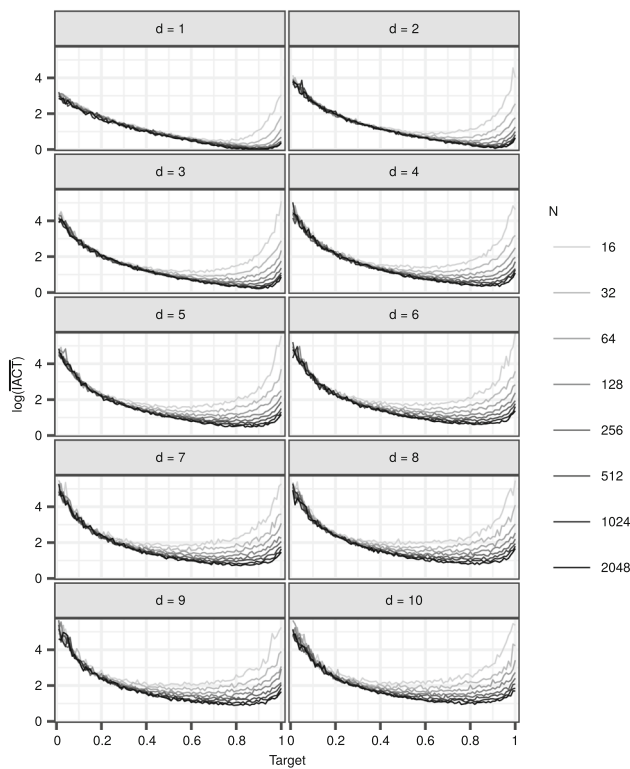 d = 1
d = 2
4
2
0
d = 3
d = 4
4
2
0
d = 5
d = 6
4
2
0
d = 7
d = 8
4
2
0
d = 9
d = 10
4
2
0
0
0.2
0.4
0.6
0.8
1
0
0.2
0.4
0.6
0.8
1
Target
log(IACT)
N
16
32
64
128
256
512
1024
2048